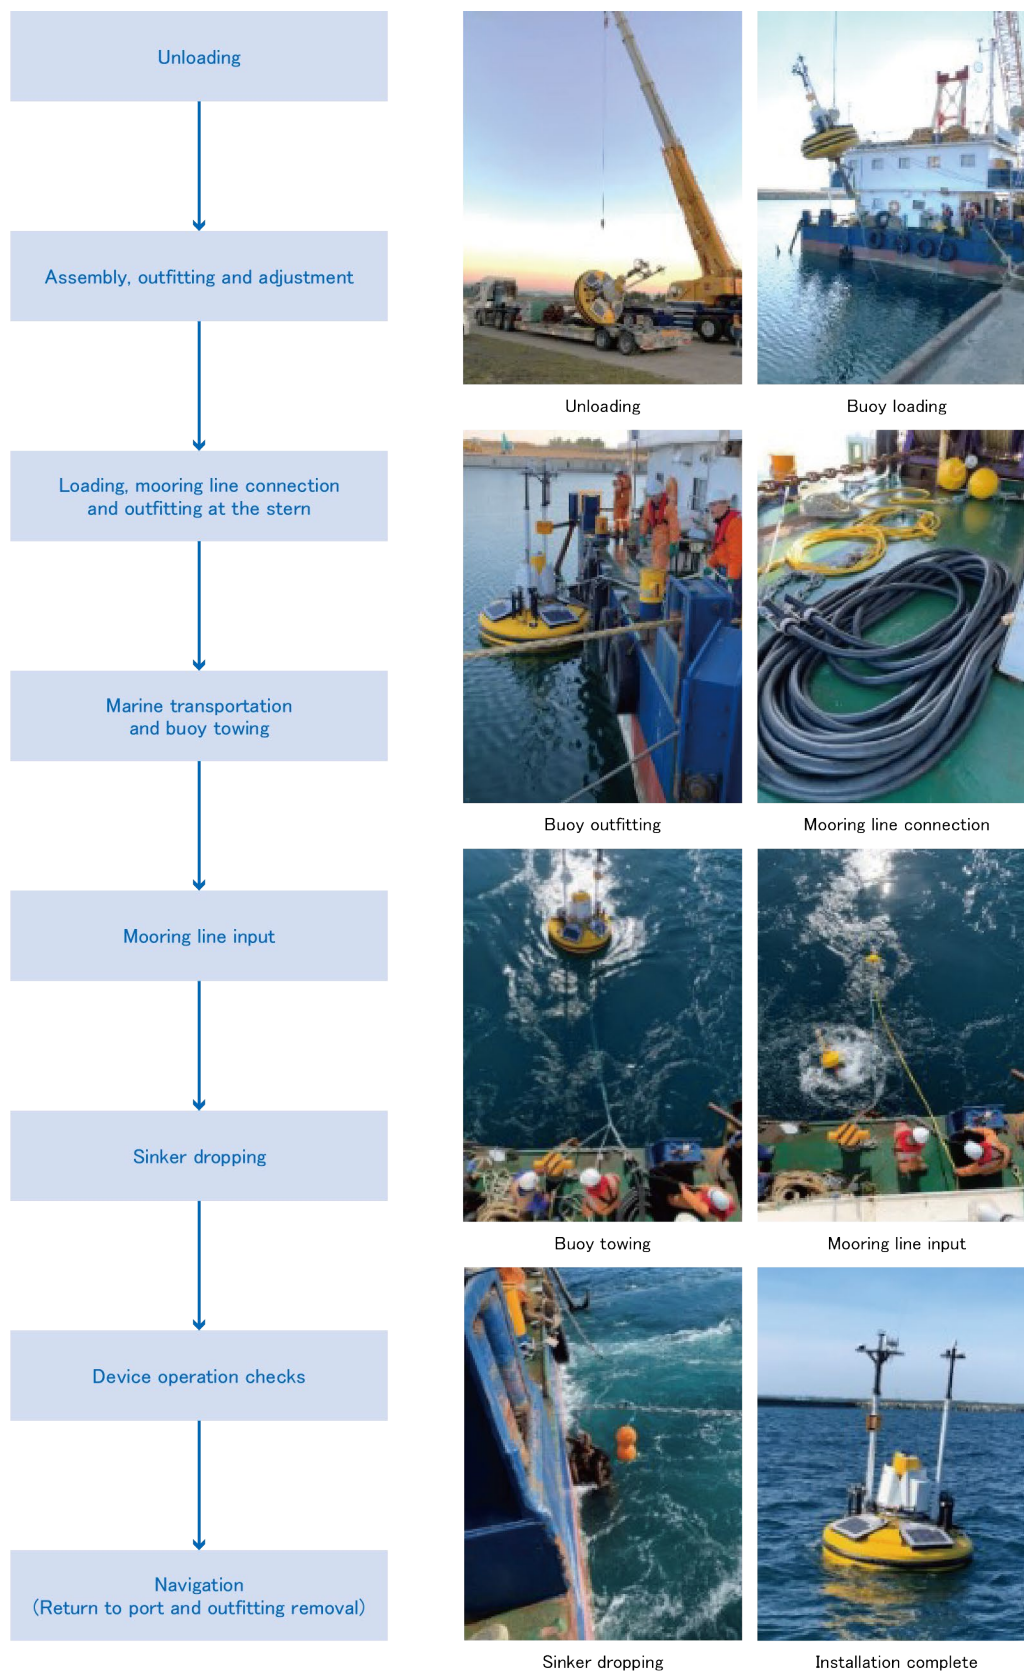 Unloading
Assembly, outfitting and adjustment
Loading, mooring line connection
and outfitting at the stern
Marine transportation
and buoy towing
Mooring line input
Sinker dropping
Device operation checks
Navigation
(Return to port and outfitting removal)
Unloading
Buoy loading
Buoy outfitting
Mooring line connection
Buoy towing
Mooring line input
Sinker dropping
Installation complete